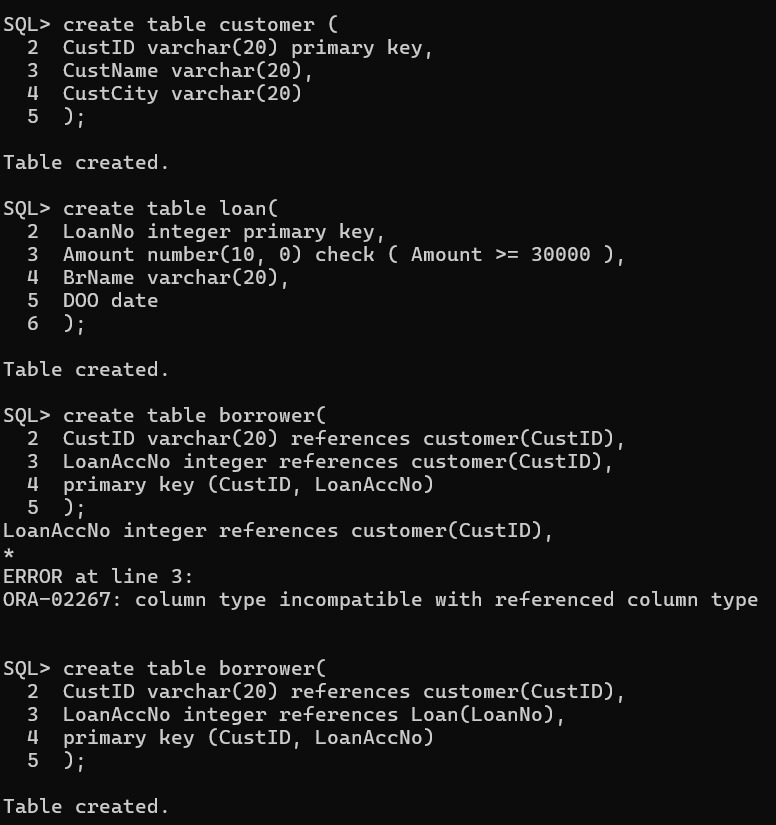 SQL> create table customer (
  2  CustID varchar(20) primary key,
  3  CustName varchar(20),
  4  CustCity varchar(20)
  5  );
Table created.
SQL> create table loan(
  2  LoanNo integer primary key,
  3  Amount number(10, 0) check ( Amount >= 30000 ),
  4  BrName varchar(20),
  5  DOO date
  6  );
Table created.
SQL> create table borrower(
  2  CustID varchar(20) references customer(CustID),
  3  LoanAccNo integer references customer(CustID),
  4  primary key (CustID, LoanAccNo)
  5  );
LoanAccNo integer references customer(CustID),
*
ERROR at line 3:
ORA-02267: column type incompatible with referenced column type
SQL> create table borrower(
  2  CustID varchar(20) references customer(CustID),
  3  LoanAccNo integer references Loan(LoanNo),
  4  primary key (CustID, LoanAccNo)
  5  );
Table created.